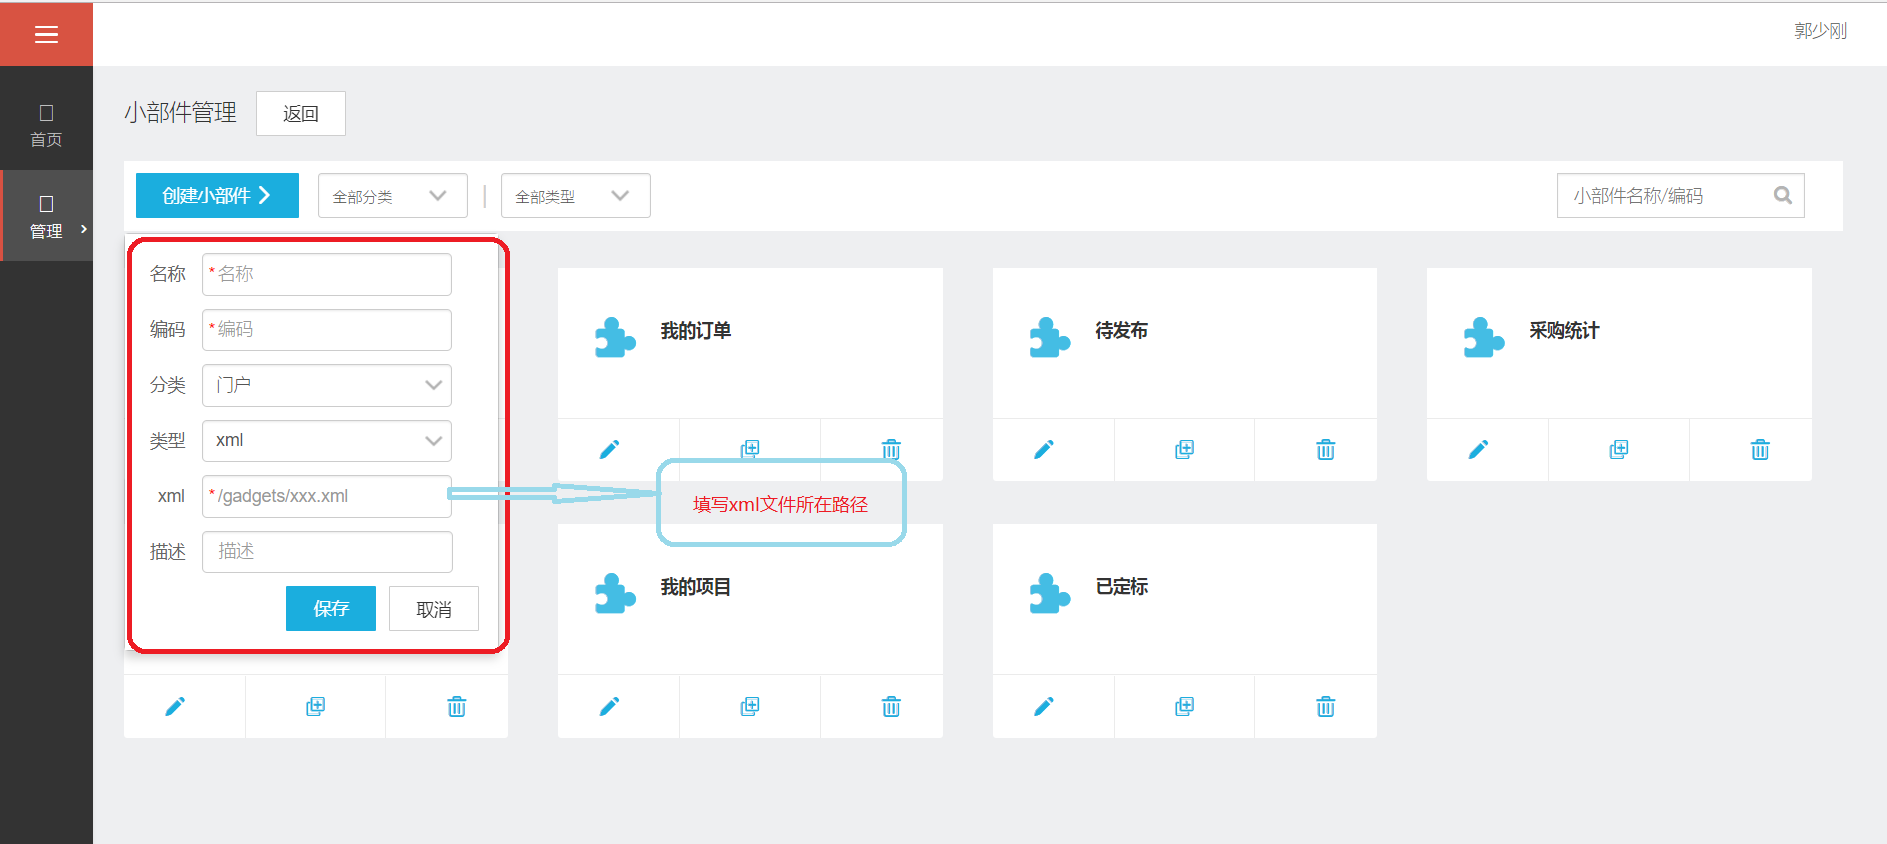 郭少刚
首页
管理
小部件管理 返回
创建小部件 全部分类 | 全部类型 小部件名称/编码
名称 *名称
编码 *编码
分类 门户
类型 xml
xml */gadgets/xxx.xml
描述 描述
保存 取消
我的订单
待发布
采购统计
填写xml文件所在路径
我的项目
已定标